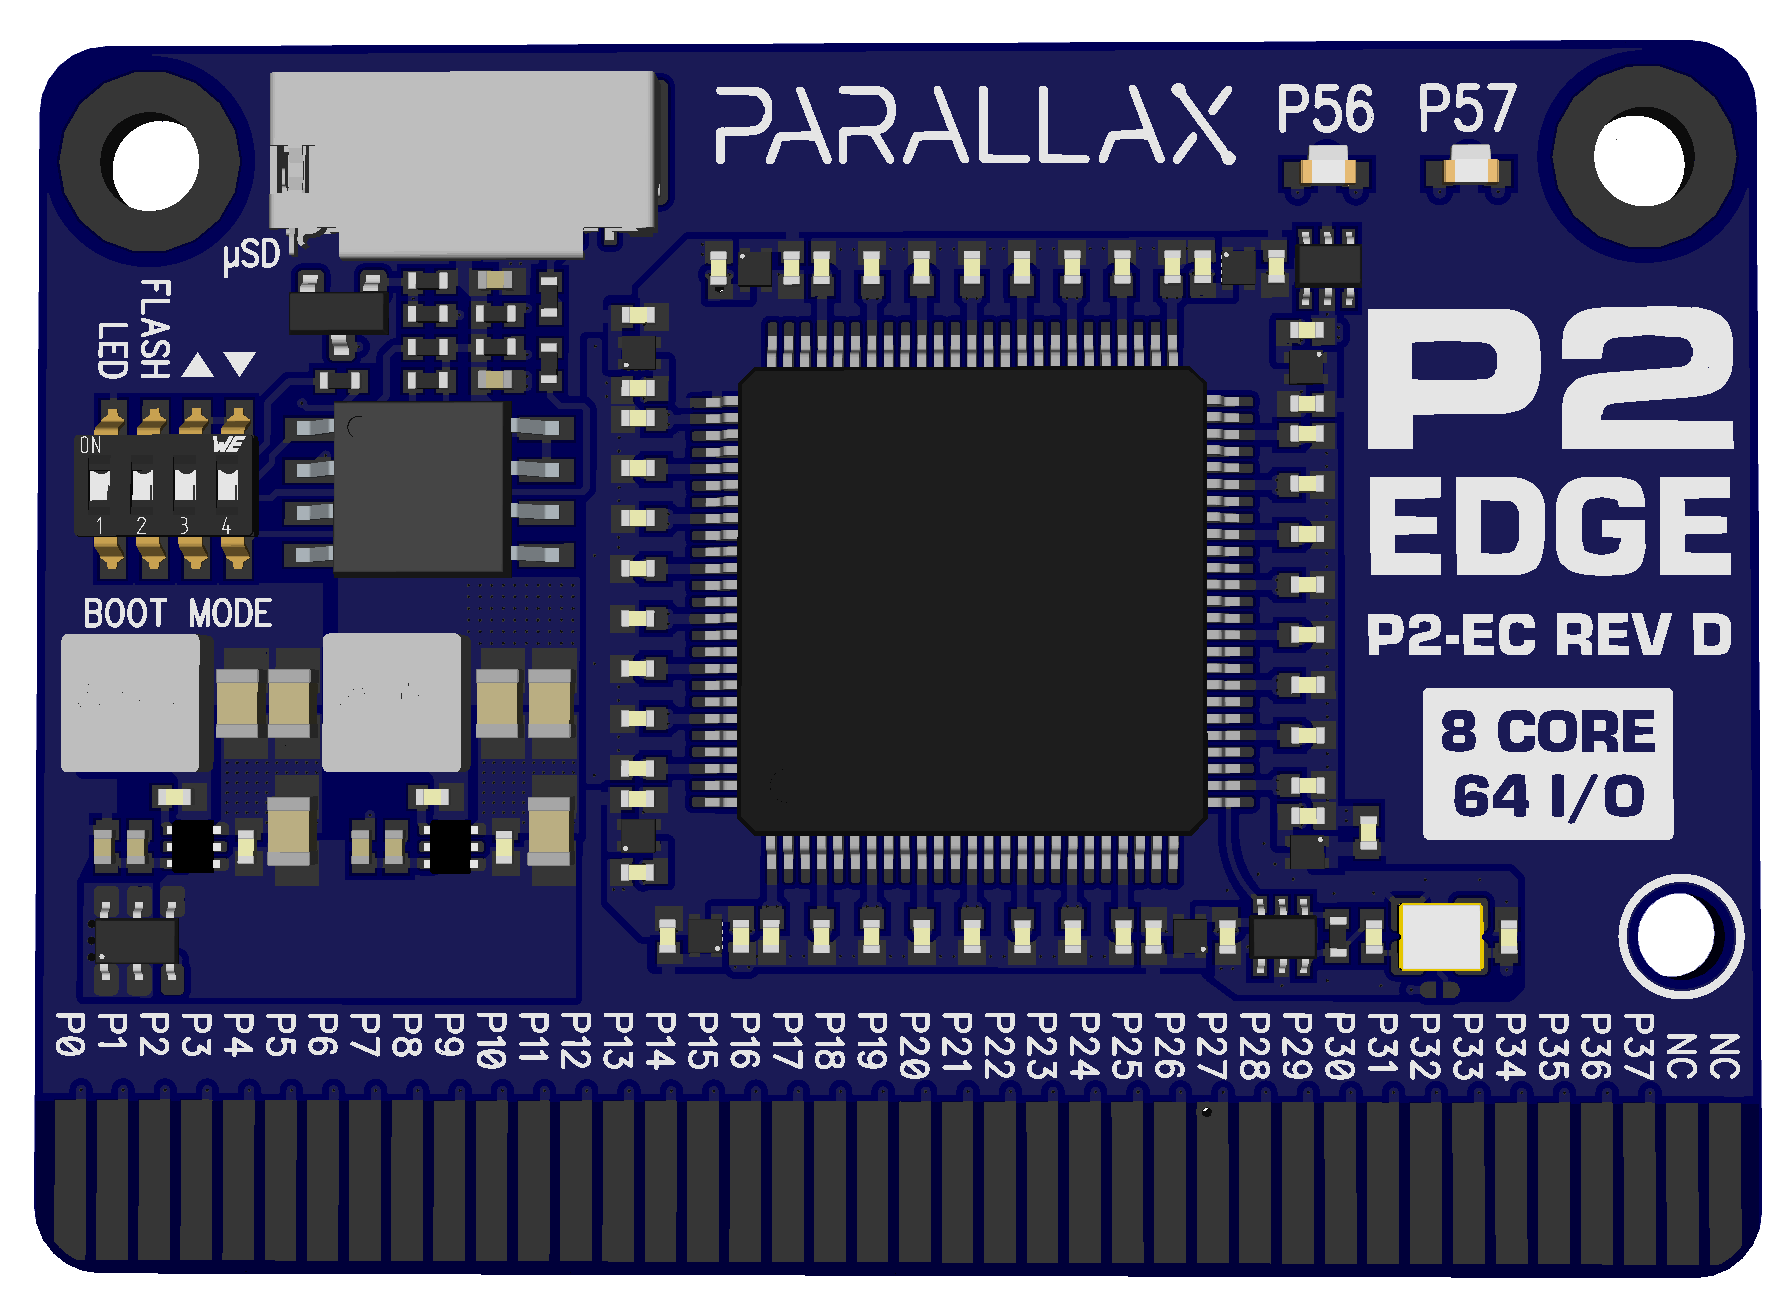 PARALLAX
P56 P57
µSD
FLASH
LED
ON WE
1 2 3 4
BOOT MODE
P2
EDGE
P2-EC REV D
8 CORE
64 I/O
P0 P1 P2 P3 P4 P5 P6 P7 P8 P9 P10 P11 P12 P13 P14 P15 P16 P17 P18 P19 P20 P21 P22 P23 P24 P25 P26 P27 P28 P29 P30 P31 P32 P33 P34 P35 P36 P37 NC NC